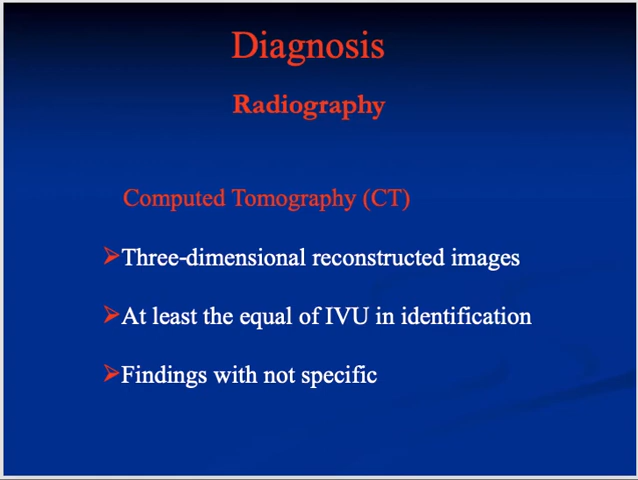 Diagnosis
Radiography
Computed Tomography (CT)
Three-dimensional reconstructed images
At least the equal of IVU in identification
Findings with not specific